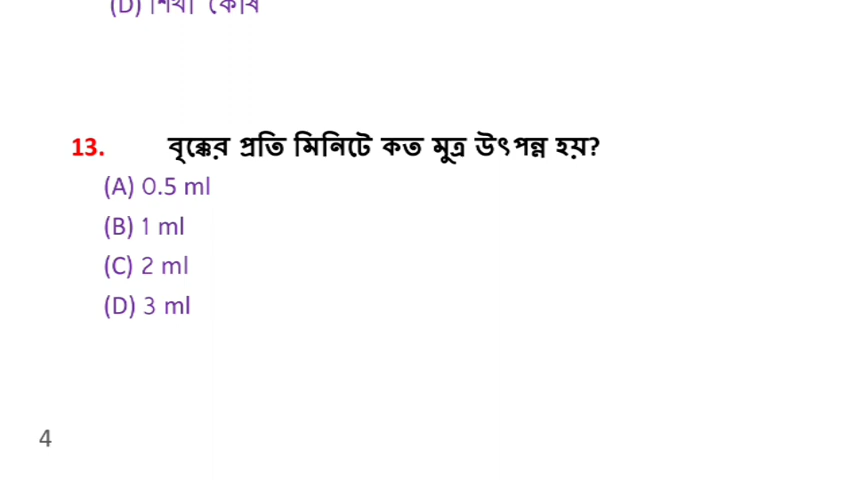 (D) শিখা কোষ
13. বৃক্কের প্রতি মিনিটে কত মুত্র উৎপন্ন হয়?
(A) 0.5 ml
(B) 1 ml
(C) 2 ml
(D) 3 ml
4